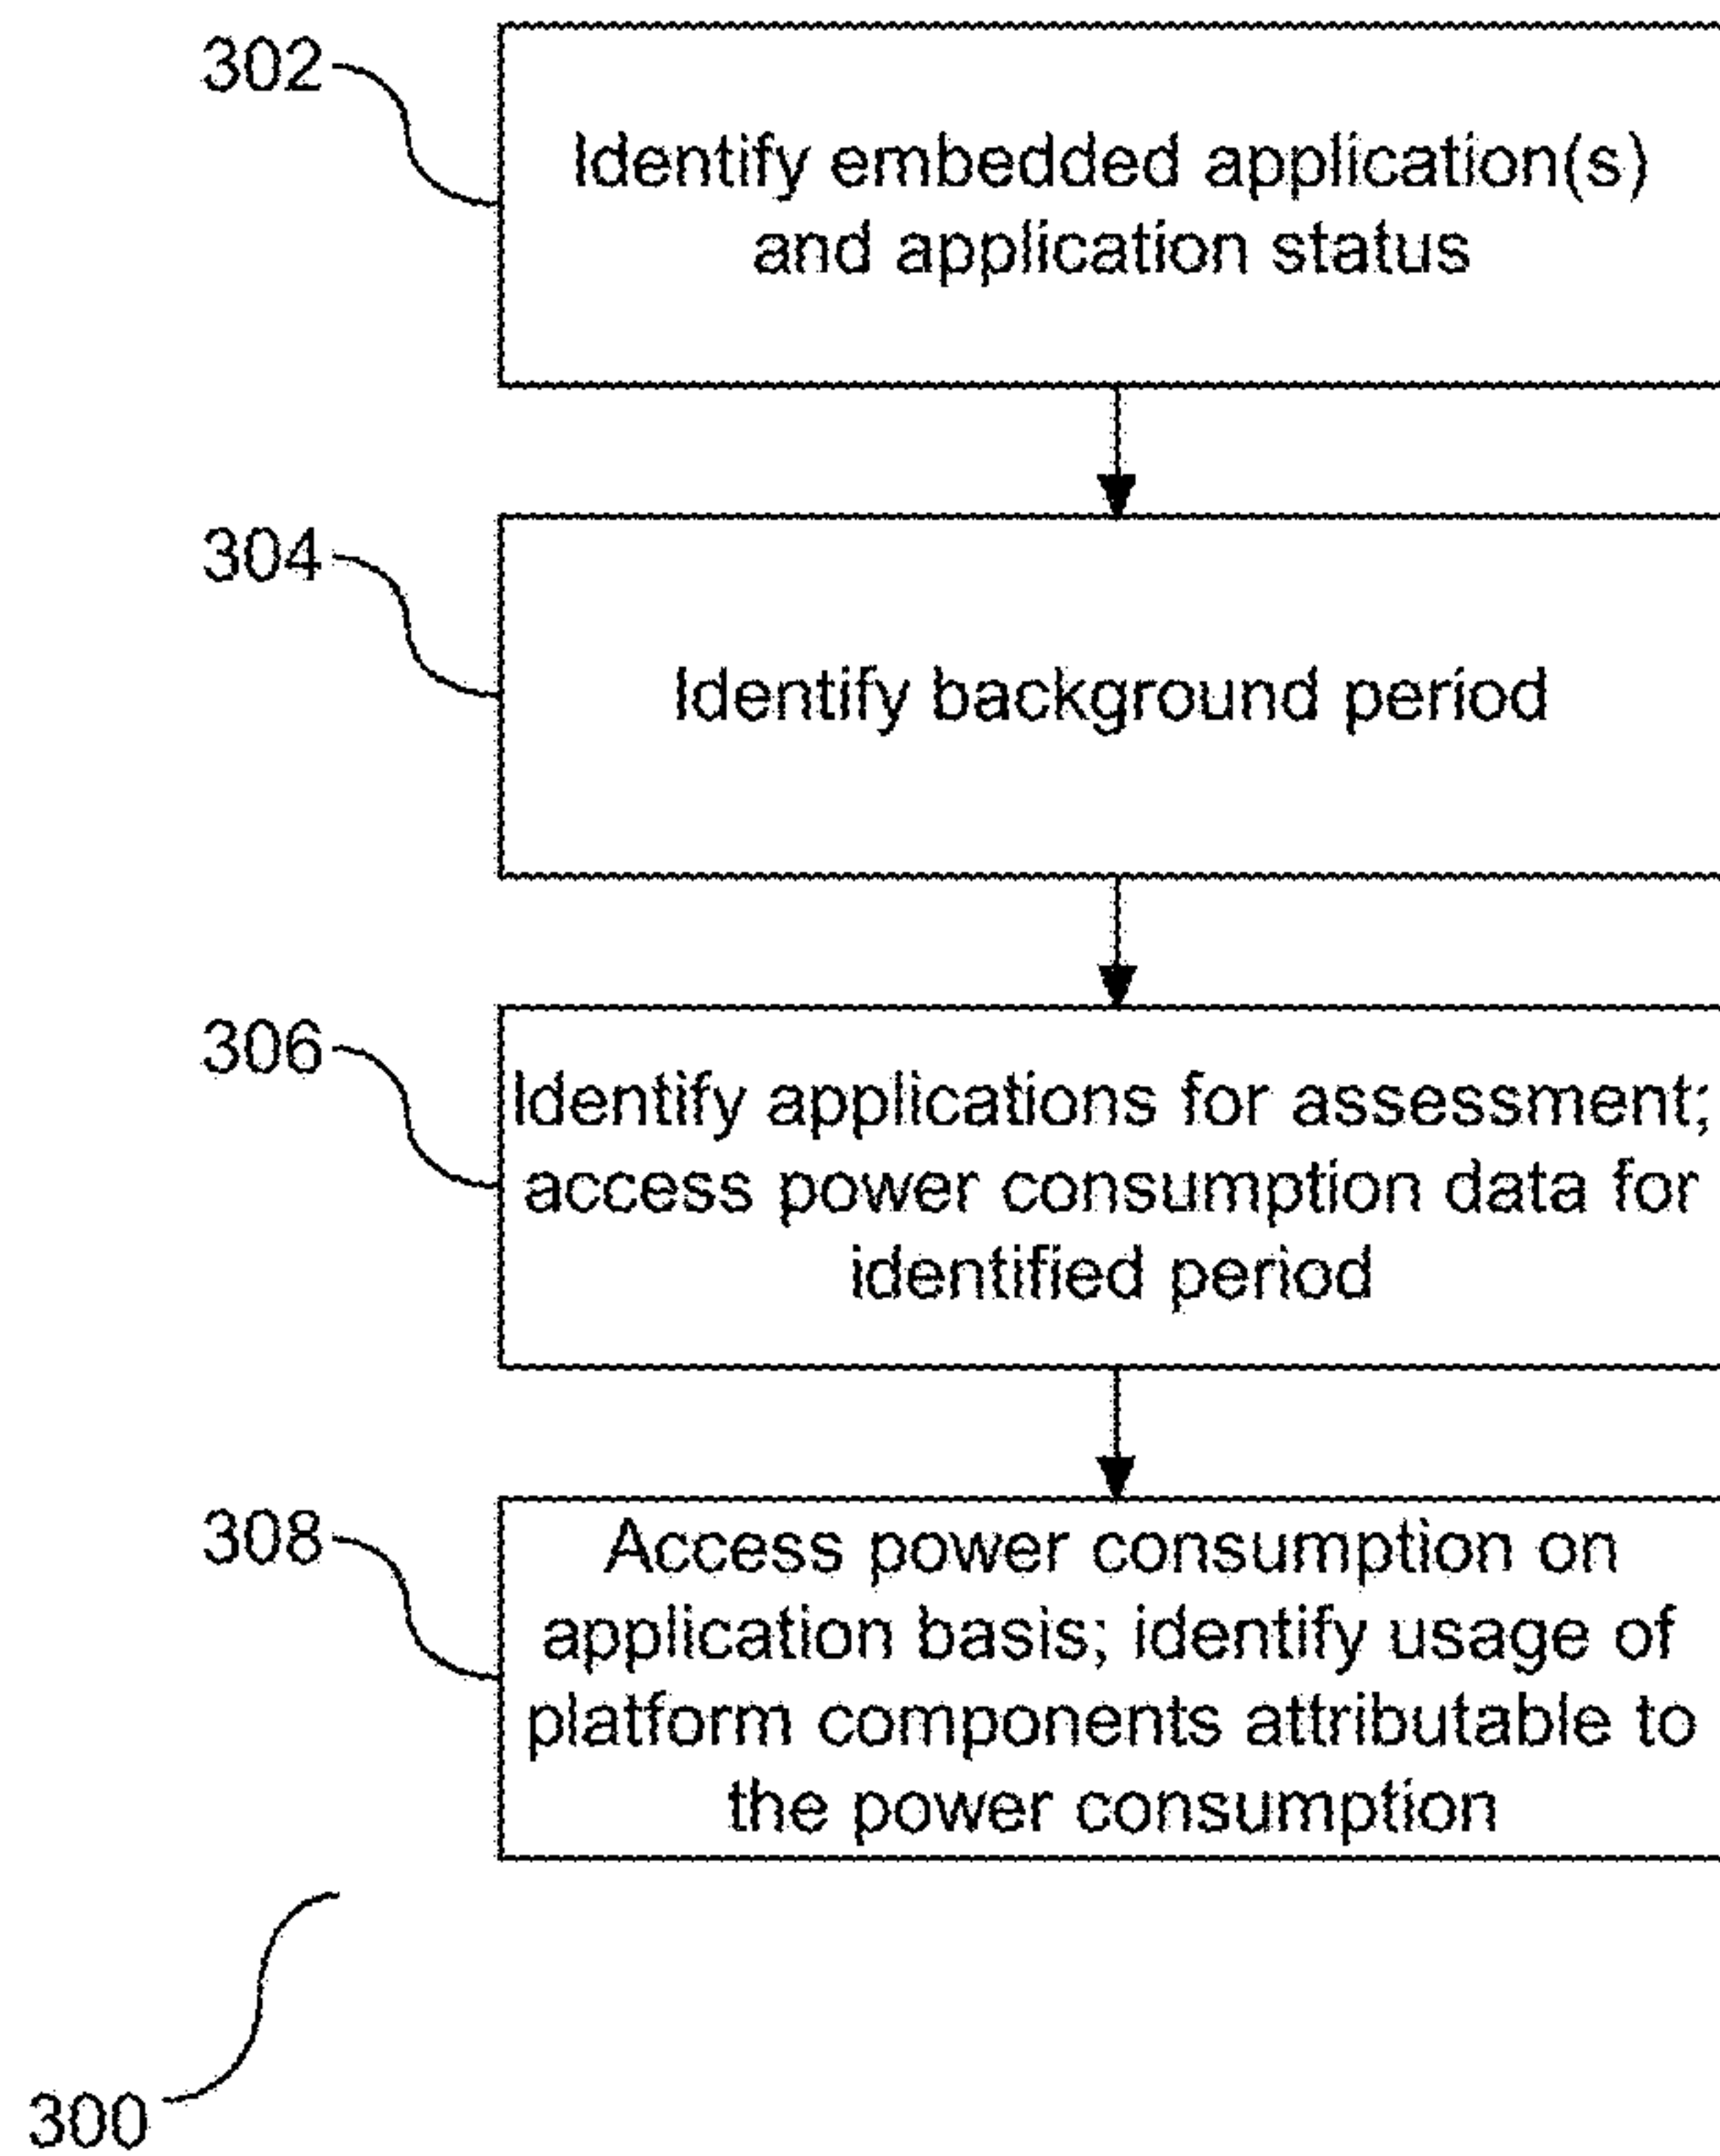 302
Identify embedded application(s)
and application status
304
Identify background period
306
Identify applications for assessment;
access power consumption data for
identified period
308
Access power consumption on
application basis; identify usage of
platform components attributable to
the power consumption
300